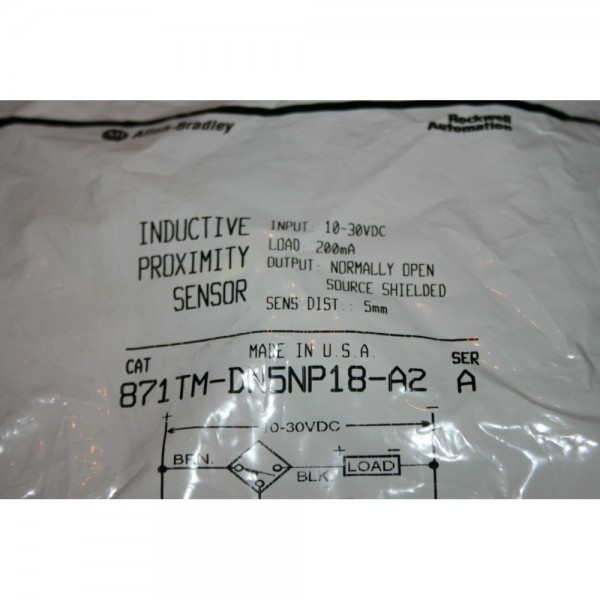 AB Allen-Bradley
Rockwell
Automation
INDUCTIVE
PROXIMITY
SENSOR
INPUT: 10-30VDC
LOAD: 200mA
OUTPUT: NORMALLY OPEN
SOURCE SHIELDED
SENS.DIST.: 5mm
MADE IN U.S.A.
CAT
SER
871TM-DN5NP18-A2
A
+
-
10-30VDC
BRN.
BLK.
+
-
LOAD